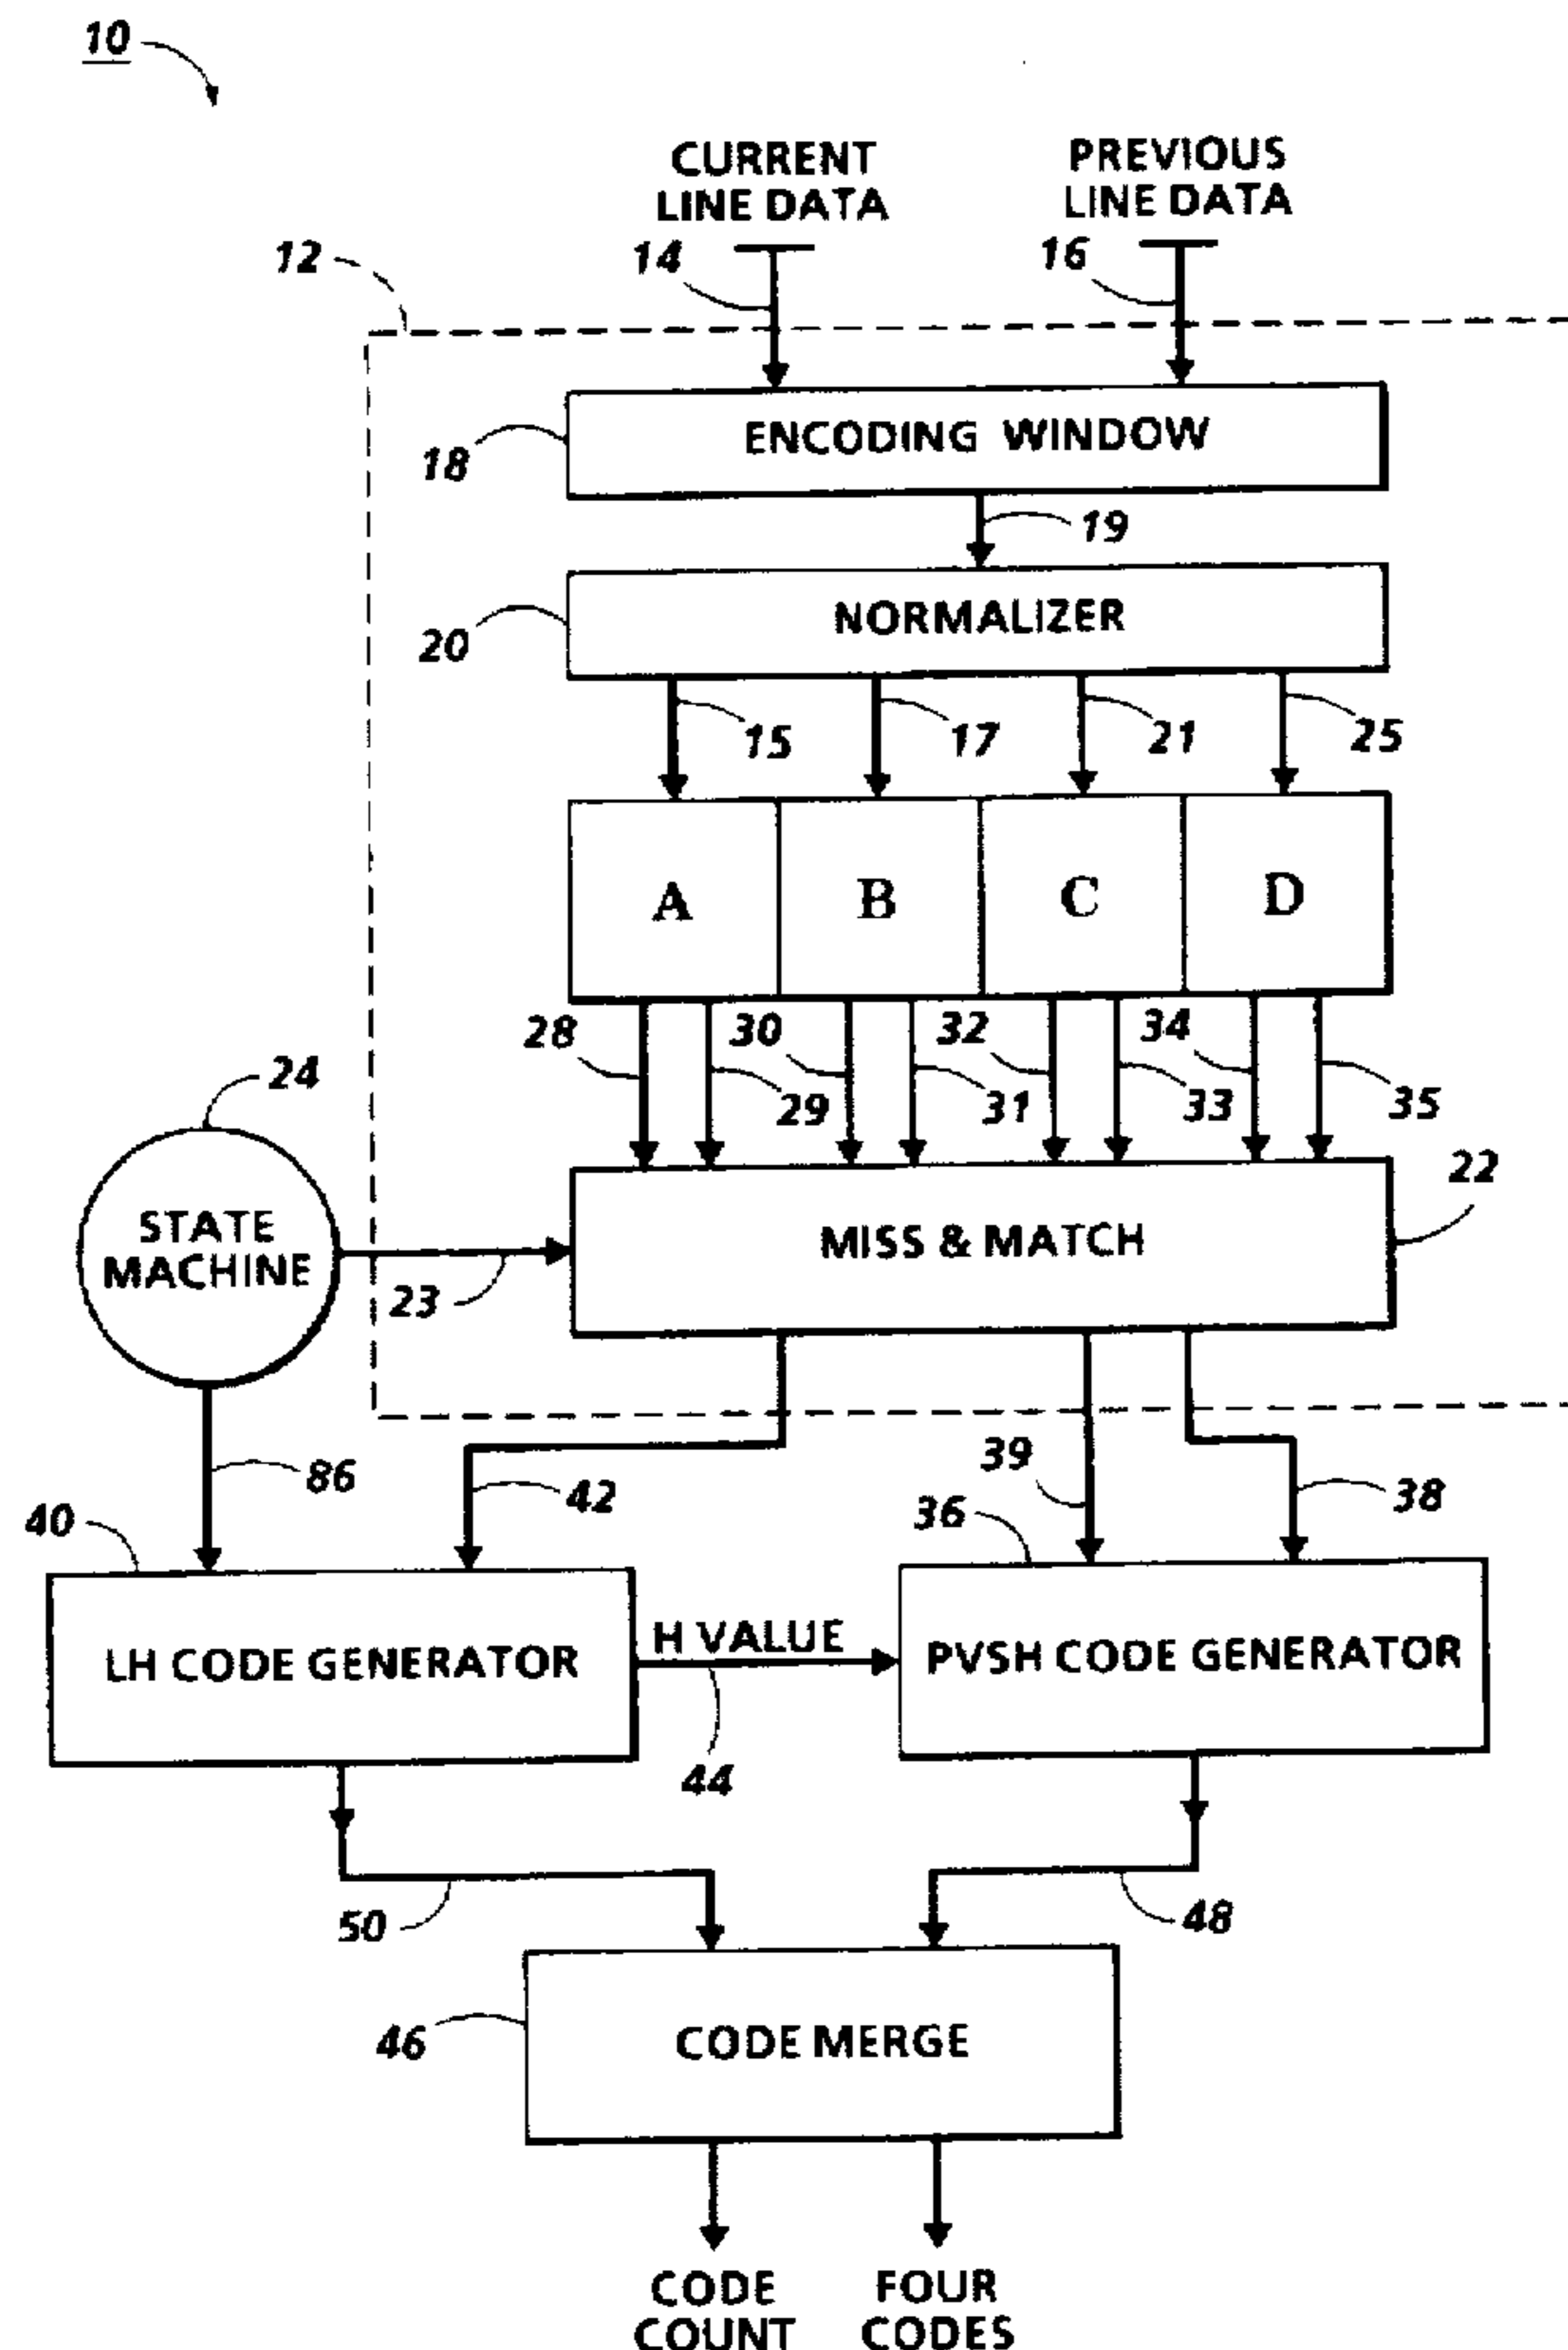 10
CURRENT
LINE DATA
PREVIOUS
LINE DATA
12
14
16
ENCODING WINDOW
18
19
NORMALIZER
20
15
17
21
25
A
B
C
D
28
30
32
34
29
31
33
35
24
22
STATE
MACHINE
MISS & MATCH
23
39
86
42
38
40
36
LH CODE GENERATOR
H VALUE
PVSH CODE GENERATOR
44
50
48
46
CODE MERGE
CODE
COUNT
FOUR
CODES